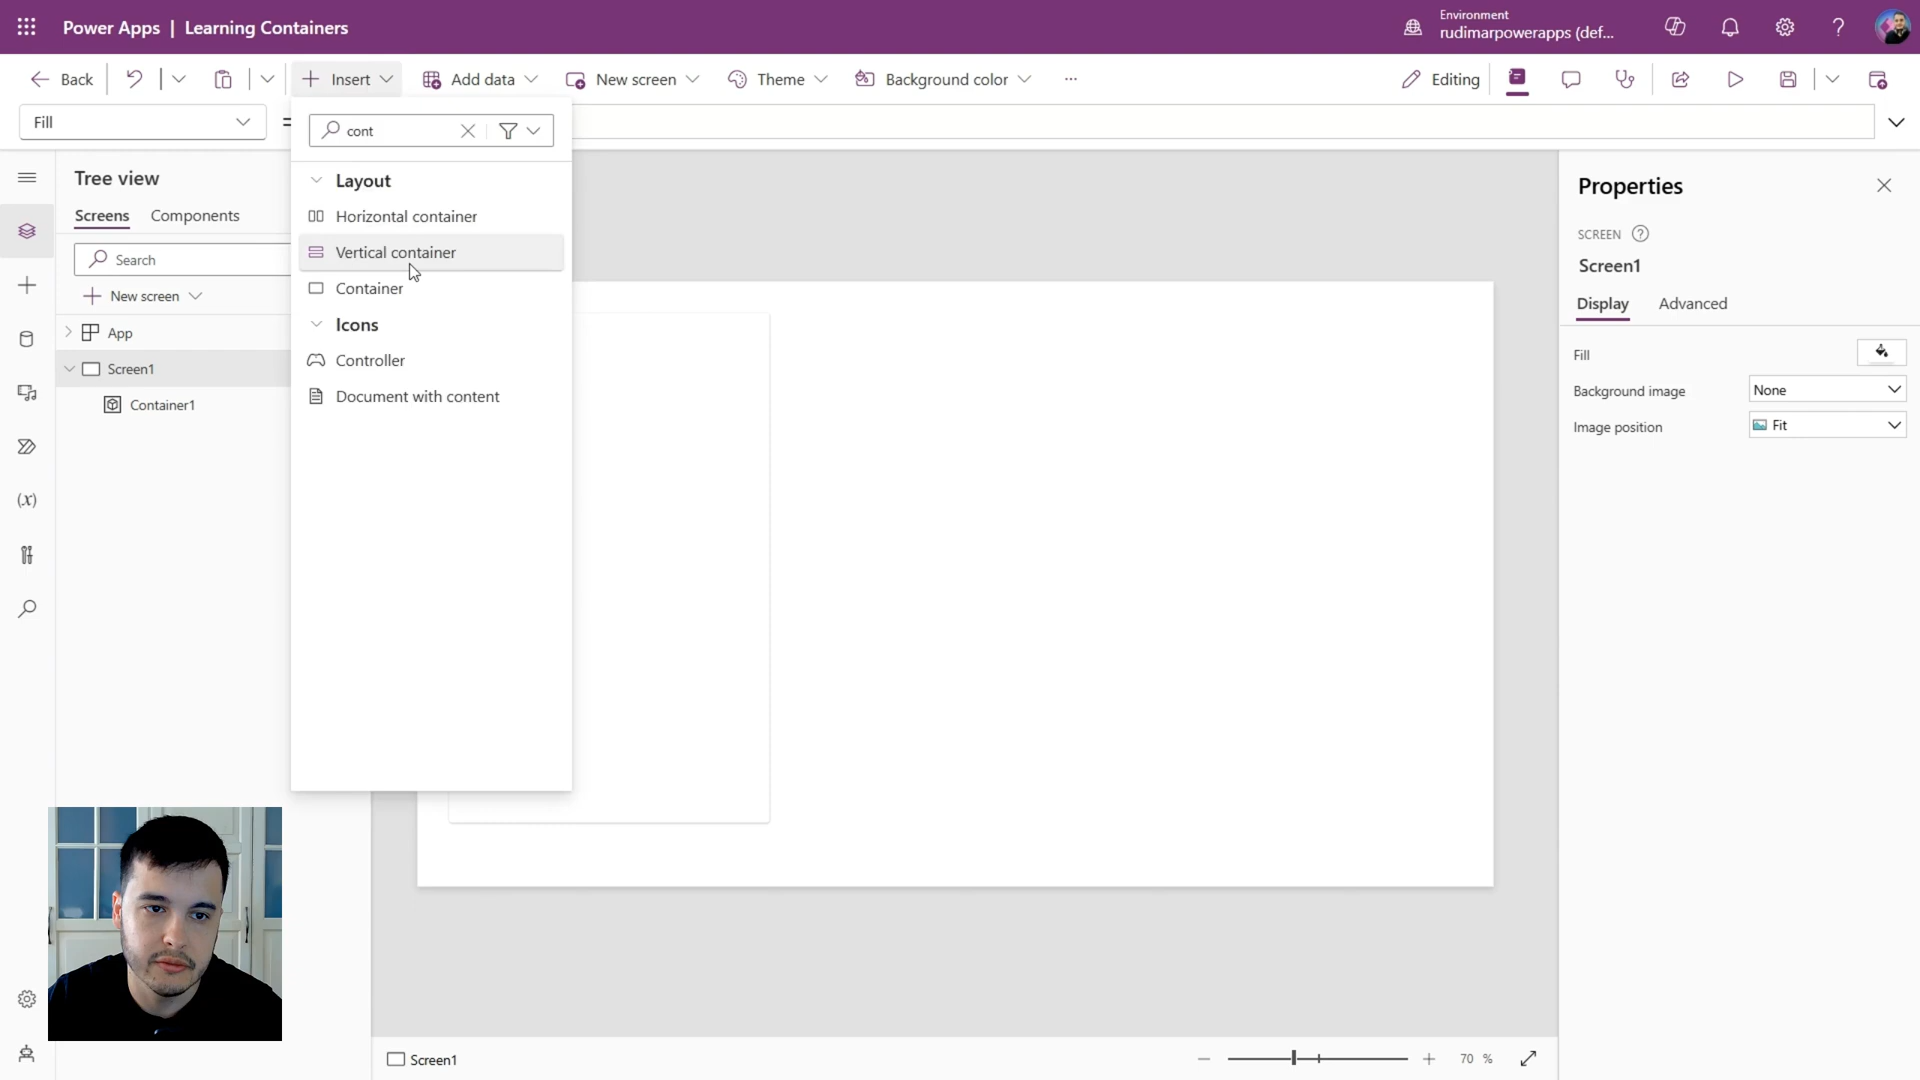 Power Apps | Learning Containers
Environment
rudimarpowerapps (def...
Back
Insert
Add data
New screen
Theme
Background color
...
Editing
Fill
=
cont
Layout
Horizontal container
Vertical container
Container
Icons
Controller
Document with content
Tree view
Screens
Components
Search
New screen
App
Screen1
Container1
(x)
Properties
SCREEN
Screen1
Display
Advanced
Fill
Background image
None
Image position
Fit
Screen1
70 %